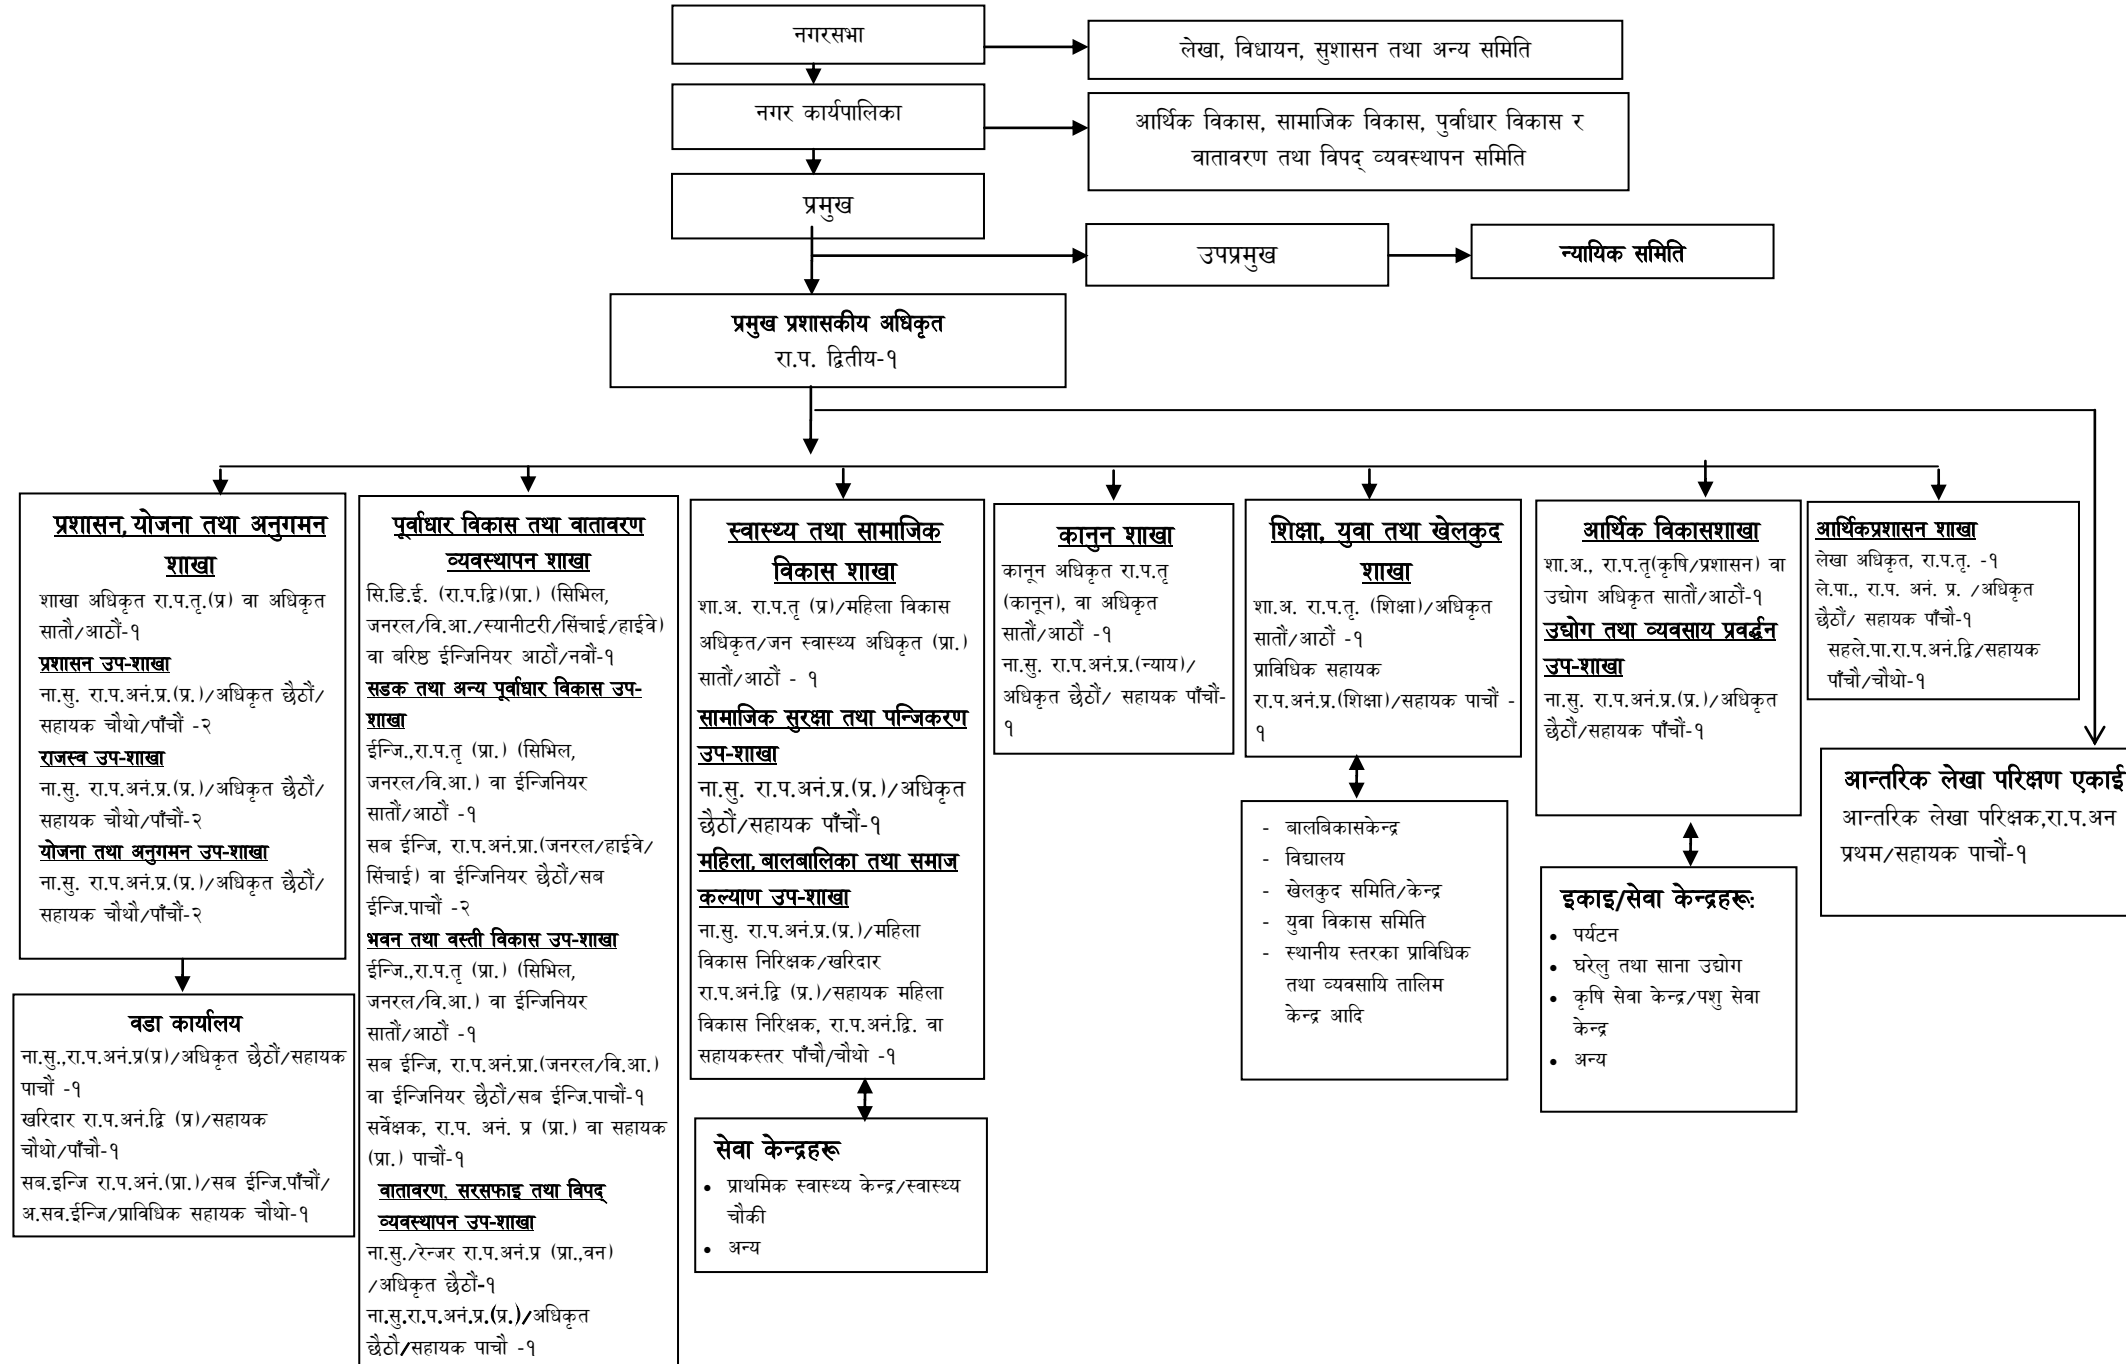 नगरसभा
लेखा, विधायन, सुशासन तथा अन्य समिति
नगर कार्यपालिका
आर्थिक विकास, सामाजिक विकास, पुर्वाधार विकास र
वातावरण तथा विपद् व्यवस्थापन समिति
प्रमुख
उपप्रमुख
न्यायिक समिति
प्रमुख प्रशासकीय अधिकृत
रा.प. द्वितीय-१
प्रशासन, योजना तथा अनुगमन
शाखा
शाखा अधिकृत रा.प.तृ.(प्र) वा अधिकृत
सातौ/आठौं-१
प्रशासन उप-शाखा
ना.सु. रा.प.अनं.प्र.(प्र.)/अधिकृत छैठौं/
सहायक चौथो/पाँचौं -२
राजस्व उप-शाखा
ना.सु. रा.प.अनं.प्र.(प्र.)/अधिकृत छैठौं/
सहायक चौथो/पाँचौं-२
योजना तथा अनुगमन उप-शाखा
ना.सु. रा.प.अनं.प्र.(प्र.)/अधिकृत छैठौं/
सहायक चौथौ/पाँचौं-२
वडा कार्यालय
ना.सु.,रा.प.अनं.प्र(प्र)/अधिकृत छैठौं/सहायक
पाचौं -१
खरिदार रा.प.अनं.द्वि (प्र)/सहायक
चौथो/पाँचौ-१
सब.इन्जि रा.प.अनं.(प्रा.)/सब ईन्जि.पाँचौं/
अ.सव.ईन्जि/प्राविधिक सहायक चौथो-१
पूर्वाधार विकास तथा वातावरण
व्यवस्थापन शाखा
सि.डि.ई. (रा.प.द्वि)(प्रा.) (सिभिल,
जनरल/वि.आ./स्यानीटरी/सिंचाई/हाईवे)
वा बरिष्ठ ईन्जिनियर आठौं/नवौं-१
सडक तथा अन्य पूर्वाधार विकास उप-
शाखा
ईन्जि.,रा.प.तृ (प्रा.) (सिभिल,
जनरल/वि.आ.) वा ईन्जिनियर
सातौं/आठौं -१
सब ईन्जि, रा.प.अनं.प्रा.(जनरल/हाईवे/
सिंचाई) वा ईन्जिनियर छैठौं/सब
ईन्जि.पाचौं -२
भवन तथा वस्ती विकास उप-शाखा
ईन्जि.,रा.प.तृ (प्रा.) (सिभिल,
जनरल/वि.आ.) वा ईन्जिनियर
सातौं/आठौं -१
सब ईन्जि, रा.प.अनं.प्रा.(जनरल/वि.आ.)
वा ईन्जिनियर छैठौं/सब ईन्जि.पाचौं-१
सर्वेक्षक, रा.प. अनं. प्र (प्रा.) वा सहायक
(प्रा.) पाचौं-१
वातावरण, सरसफाइ तथा विपद्
व्यवस्थापन उप-शाखा
ना.सु./रेन्जर रा.प.अनं.प्र (प्रा.,वन)
/अधिकृत छैठौं-१
ना.सु.रा.प.अनं.प्र.(प्र.)/अधिकृत
छैठौ/सहायक पाचौ -१
स्वास्थ्य तथा सामाजिक
विकास शाखा
शा.अ. रा.प.तृ (प्र)/महिला विकास
अधिकृत/जन स्वास्थ्य अधिकृत (प्रा.)
सातौं/आठौं - १
सामाजिक सुरक्षा तथा पन्जिकरण
उप-शाखा
ना.सु. रा.प.अनं.प्र.(प्र.)/अधिकृत
छैठौं/सहायक पाँचौं-१
महिला, बालबालिका तथा समाज
कल्याण उप-शाखा
ना.सु. रा.प.अनं.प्र.(प्र.)/महिला
विकास निरिक्षक/खरिदार
रा.प.अनं.द्वि (प्र.)/सहायक महिला
विकास निरिक्षक, रा.प.अनं.द्वि. वा
सहायकस्तर पाँचौ/चौथो -१
सेवा केन्द्रहरू
• प्राथमिक स्वास्थ्य केन्द्र/स्वास्थ्य
चौकी
• अन्य
कानुन शाखा
कानून अधिकृत रा.प.तृ
(कानून), वा अधिकृत
सातौं/आठौं -१
ना.सु. रा.प.अनं.प्र.(न्याय)/
अधिकृत छैठौं/ सहायक पाँचौं-
१
शिक्षा, युवा तथा खेलकुद
शाखा
शा.अ. रा.प.तृ. (शिक्षा)/अधिकृत
सातौं/आठौं -१
प्राविधिक सहायक
रा.प.अनं.प्र.(शिक्षा)/सहायक पाचौं -
१
- बालबिकासकेन्द्र
- विद्यालय
- खेलकुद समिति/केन्द्र
- युवा विकास समिति
- स्थानीय स्तरका प्राविधिक
तथा व्यवसायि तालिम
केन्द्र आदि
आर्थिक विकासशाखा
शा.अ., रा.प.तृ(कृषि/प्रशासन) वा
उद्योग अधिकृत सातौं/आठौं-१
उद्योग तथा व्यवसाय प्रवर्द्धन
उप-शाखा
ना.सु. रा.प.अनं.प्र.(प्र.)/अधिकृत
छैठौं/सहायक पाँचौं-१
इकाइ/सेवा केन्द्रहरू:
• पर्यटन
• घरेलु तथा साना उद्योग
• कृषि सेवा केन्द्र/पशु सेवा
केन्द्र
• अन्य
आर्थिकप्रशासन शाखा
लेखा अधिकृत, रा.प.तृ. -१
ले.पा., रा.प. अनं. प्र. /अधिकृत
छैठौं/ सहायक पाँचौ-१
सहले.पा.रा.प.अनं.द्वि/सहायक
पाँचौ/चौथो-१
आन्तरिक लेखा परिक्षण एकाई
आन्तरिक लेखा परिक्षक,रा.प.अन
प्रथम/सहायक पाचौं-१